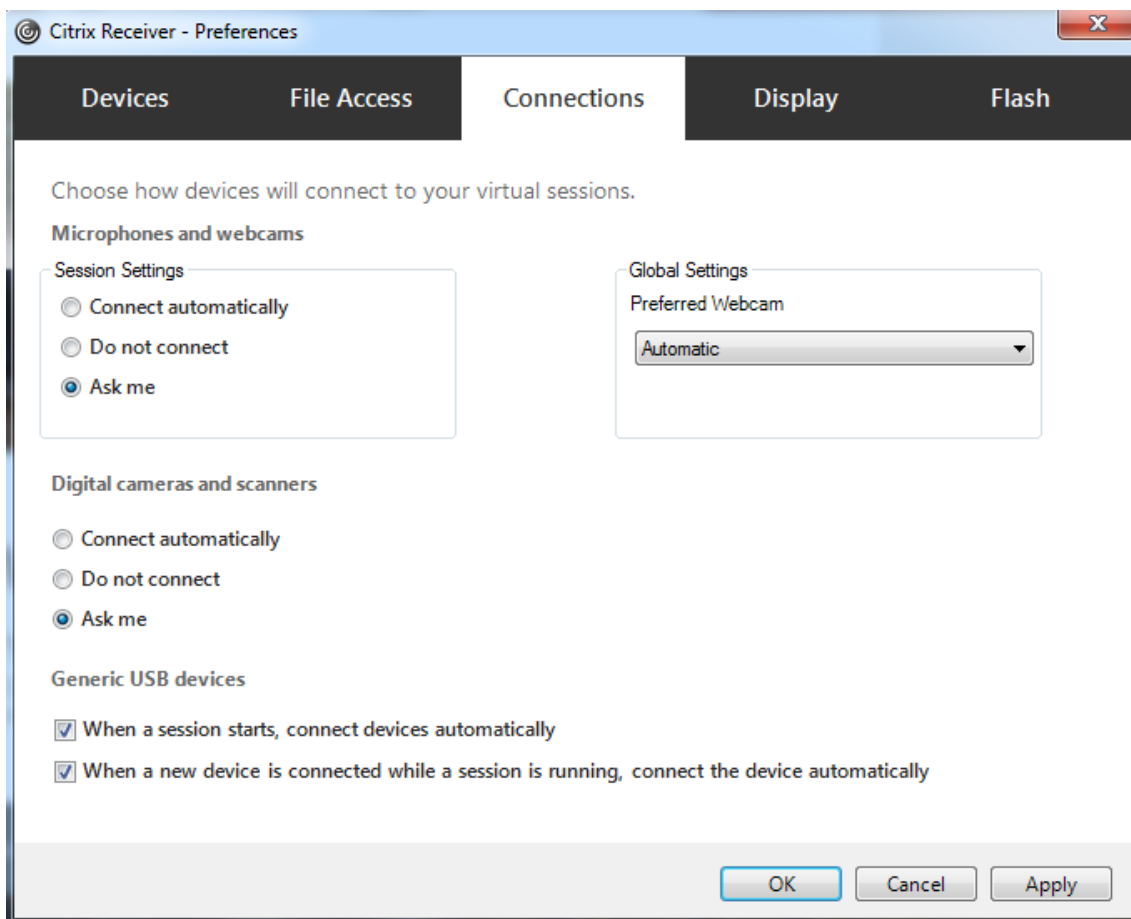 Citrix Receiver - Preferences
Devices File Access Connections Display Flash
Choose how devices will connect to your virtual sessions.
Microphones and webcams
Session Settings
Connect automatically
Do not connect
Ask me
Global Settings
Preferred Webcam
Automatic
Digital cameras and scanners
Connect automatically
Do not connect
Ask me
Generic USB devices
When a session starts, connect devices automatically
When a new device is connected while a session is running, connect the device automatically
OK Cancel Apply